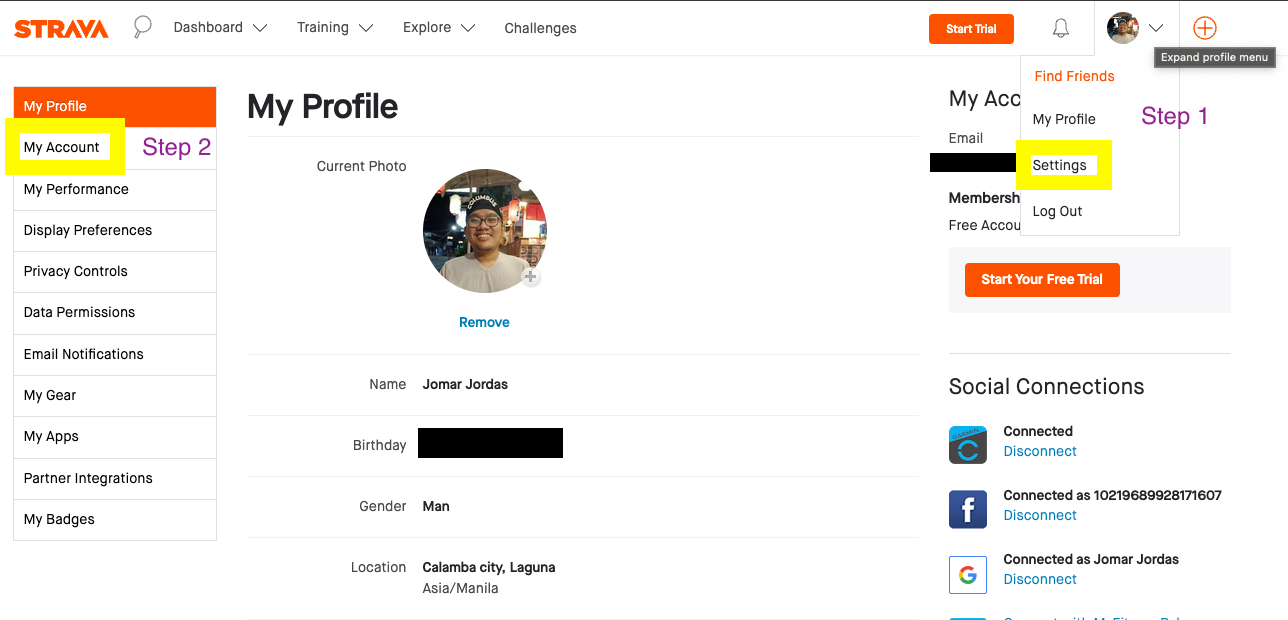 STRAVA Dashboard Training Explore Challenges Start Trial
Expand profile menu
Find Friends
My Profile
Settings
Log Out
Step 1
My Profile
My Account
Step 2
My Performance
Display Preferences
Privacy Controls
Data Permissions
Email Notifications
My Gear
My Apps
Partner Integrations
My Badges
My Profile
Current Photo
COLUMBUS
Remove
Name Jomar Jordas
Birthday
Gender Man
Location Calamba city, Laguna
Asia/Manila
My Acc
Email
Membersh
Free Accou
Start Your Free Trial
Social Connections
GARMIN
Connected
Disconnect
Connected as 10219689928171607
Disconnect
Connected as Jomar Jordas
Disconnect